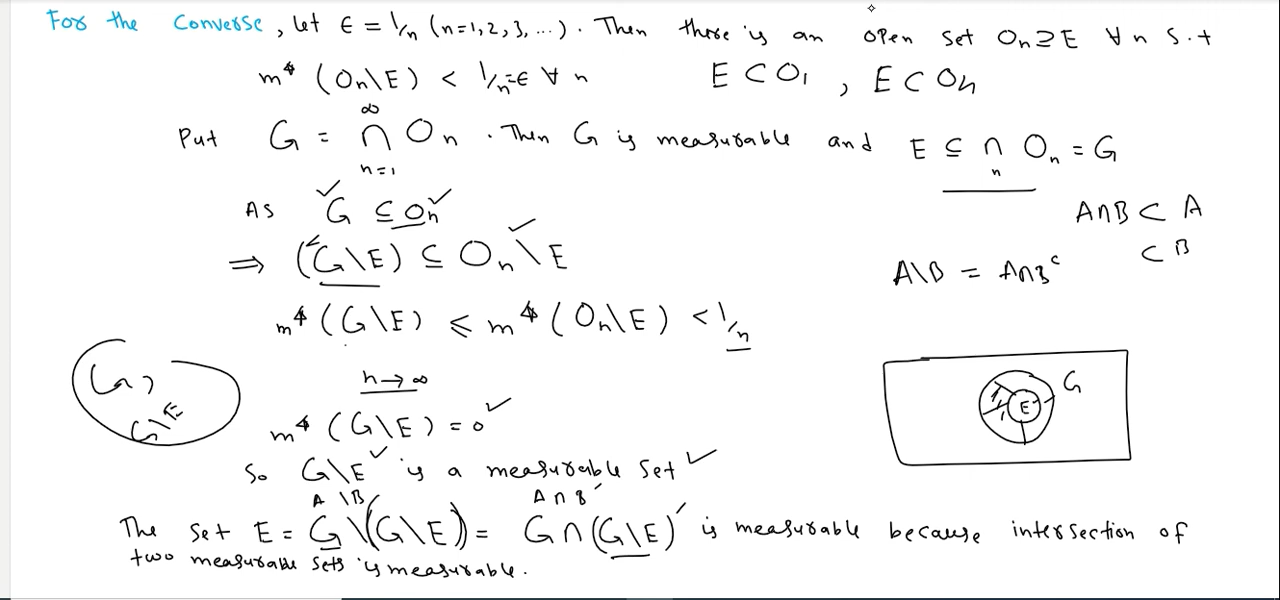 For the Converse, let ∈ = 1/n (n=1,2,3,...). Then there is an open set On⊇E ∀ n s.t
m* (On\E) < 1/n=∈ ∀ n    E⊂O1, E⊂On
Put G = ∞∩n=1 On. Then G is measurable and E ⊆ ∩n On = G
As G ⊆ On    A∩B ⊂ A
⊂ B
⇒ (G\E) ⊆ On\E    A\B = A∩Bᶜ
m* (G\E) ≤ m* (On\E) < 1/n
G,
G\E
n→∞
G
E
m* (G\E) = 0
So G\E is a measurable set
A \B    A∩B'
The set E = G\(G\E) = G∩(G\E)' is measurable because intersection of
two measurable sets is measurable.